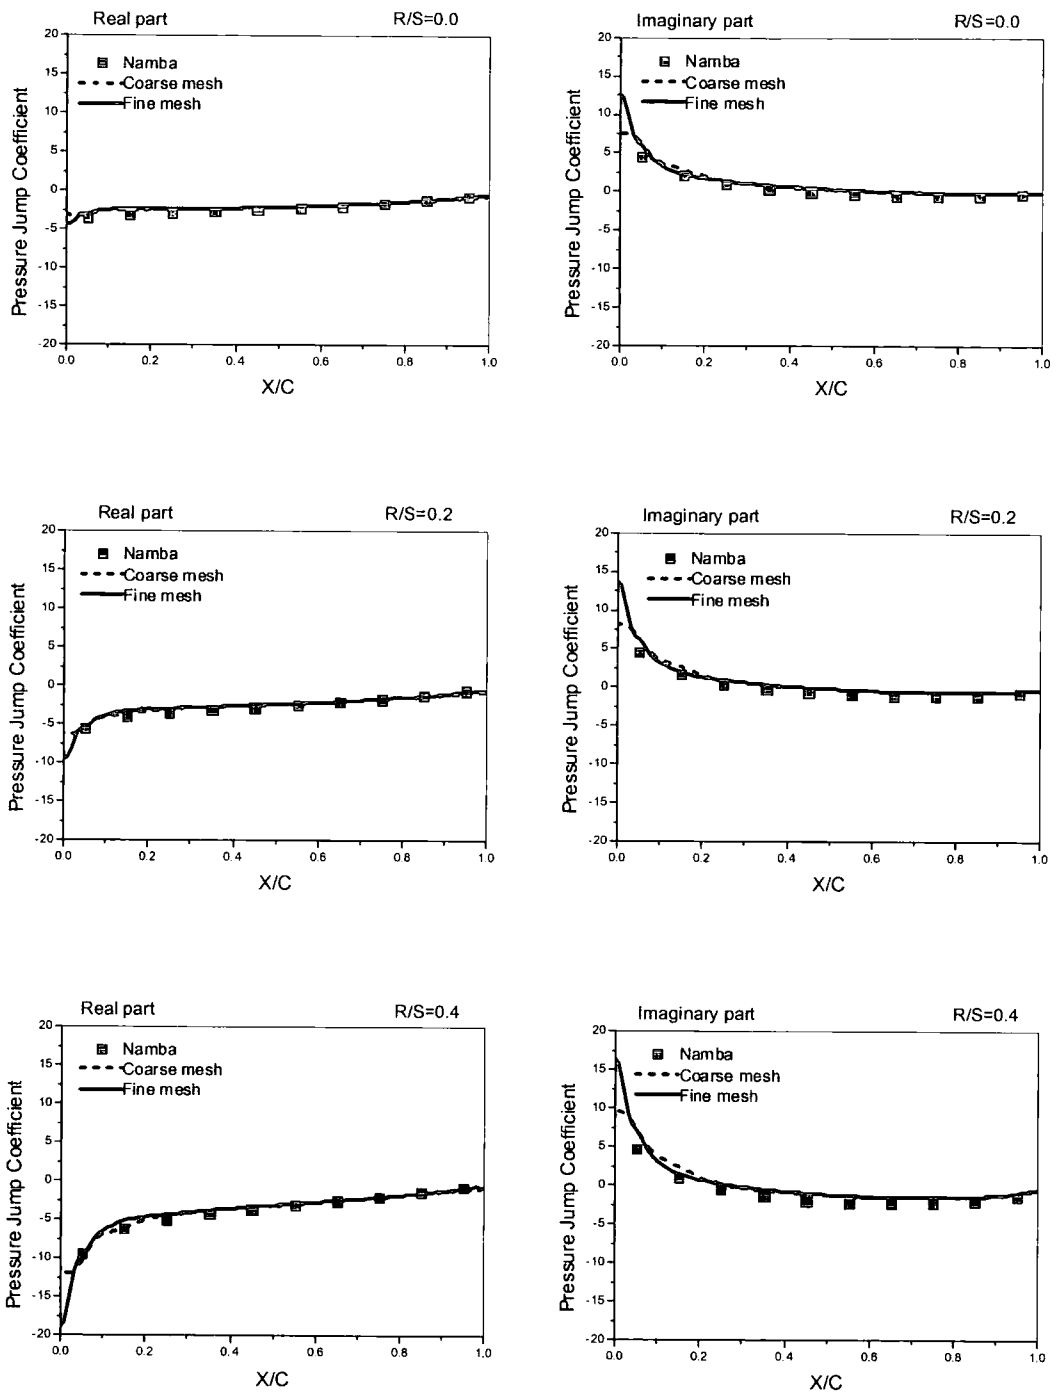 Real part R/S=0.0
Namba
Coarse mesh
Fine mesh
Pressure Jump Coefficient
20
15
10
5
0
-5
-10
-15
-20
0.0 0.2 0.4 0.6 0.8 1.0
X/C
Imaginary part R/S=0.0
Namba
Coarse mesh
Fine mesh
Pressure Jump Coefficient
20
15
10
5
0
-5
-10
-15
-20
0.0 0.2 0.4 0.6 0.8 1.0
X/C
Real part R/S=0.2
Namba
Coarse mesh
Fine mesh
Pressure Jump Coefficient
20
15
10
5
0
-5
-10
-15
-20
0.0 0.2 0.4 0.6 0.8 1.0
X/C
Imaginary part R/S=0.2
Namba
Coarse mesh
Fine mesh
Pressure Jump Coefficient
20
15
10
5
0
-5
-10
-15
-20
0.0 0.2 0.4 0.6 0.8 1.0
X/C
Real part R/S=0.4
Namba
Coarse mesh
Fine mesh
Pressure Jump Coefficient
20
15
10
5
0
-5
-10
-15
-20
0.0 0.2 0.4 0.6 0.8 1.0
X/C
Imaginary part R/S=0.4
Namba
Coarse mesh
Fine mesh
Pressure Jump Coefficient
20
15
10
5
0
-5
-10
-15
-20
0.0 0.2 0.4 0.6 0.8 1.0
X/C